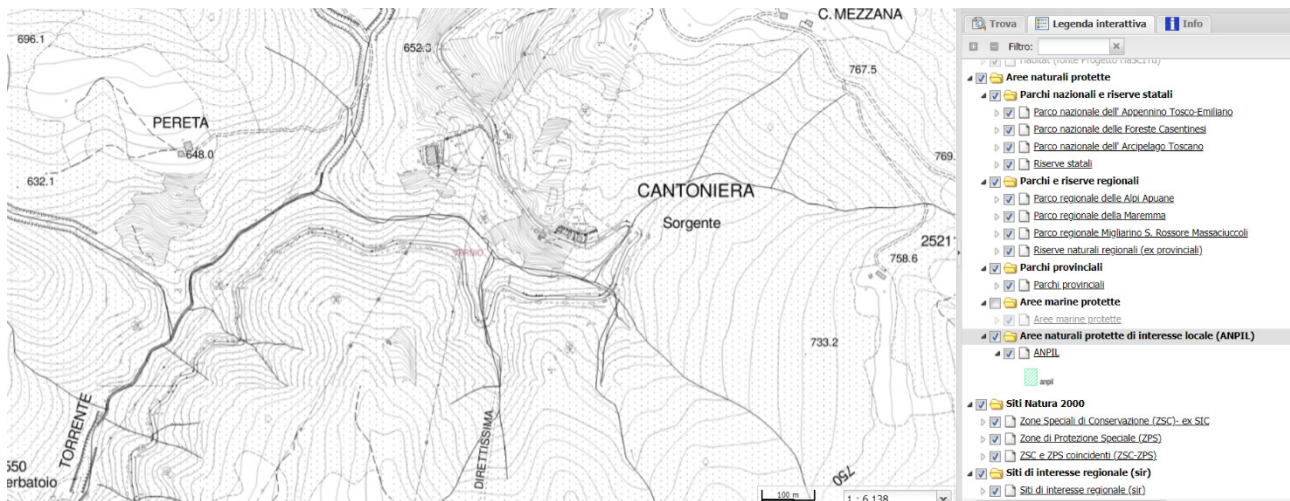 C. MEZZANA
696.1
652.3
767.5
PERETA
648.0
769.
632.1
CANTONIERA
Sorgente
2521
VERNIO
758.6
733.2
TORRENTE
DIRETTISSIMA
550
erbatoio
750
100 m
1 : 6.138
Trova
Legenda interattiva
Info
Filtro:
Habitat (fonte Progetto HaSCITu)
Aree naturali protette
Parchi nazionali e riserve statali
Parco nazionale dell' Appennino Tosco-Emiliano
Parco nazionale delle Foreste Casentinesi
Parco nazionale dell' Arcipelago Toscano
Riserve statali
Parchi e riserve regionali
Parco regionale delle Alpi Apuane
Parco regionale della Maremma
Parco regionale Migliarino S. Rossore Massaciuccoli
Riserve naturali regionali (ex provinciali)
Parchi provinciali
Parchi provinciali
Aree marine protette
Aree marine protette
Aree naturali protette di interesse locale (ANPIL)
ANPIL
anpil
Siti Natura 2000
Zone Speciali di Conservazione (ZSC)- ex SIC
Zone di Protezione Speciale (ZPS)
ZSC e ZPS coincidenti (ZSC-ZPS)
Siti di interesse regionale (sir)
Siti di interesse regionale (sir)